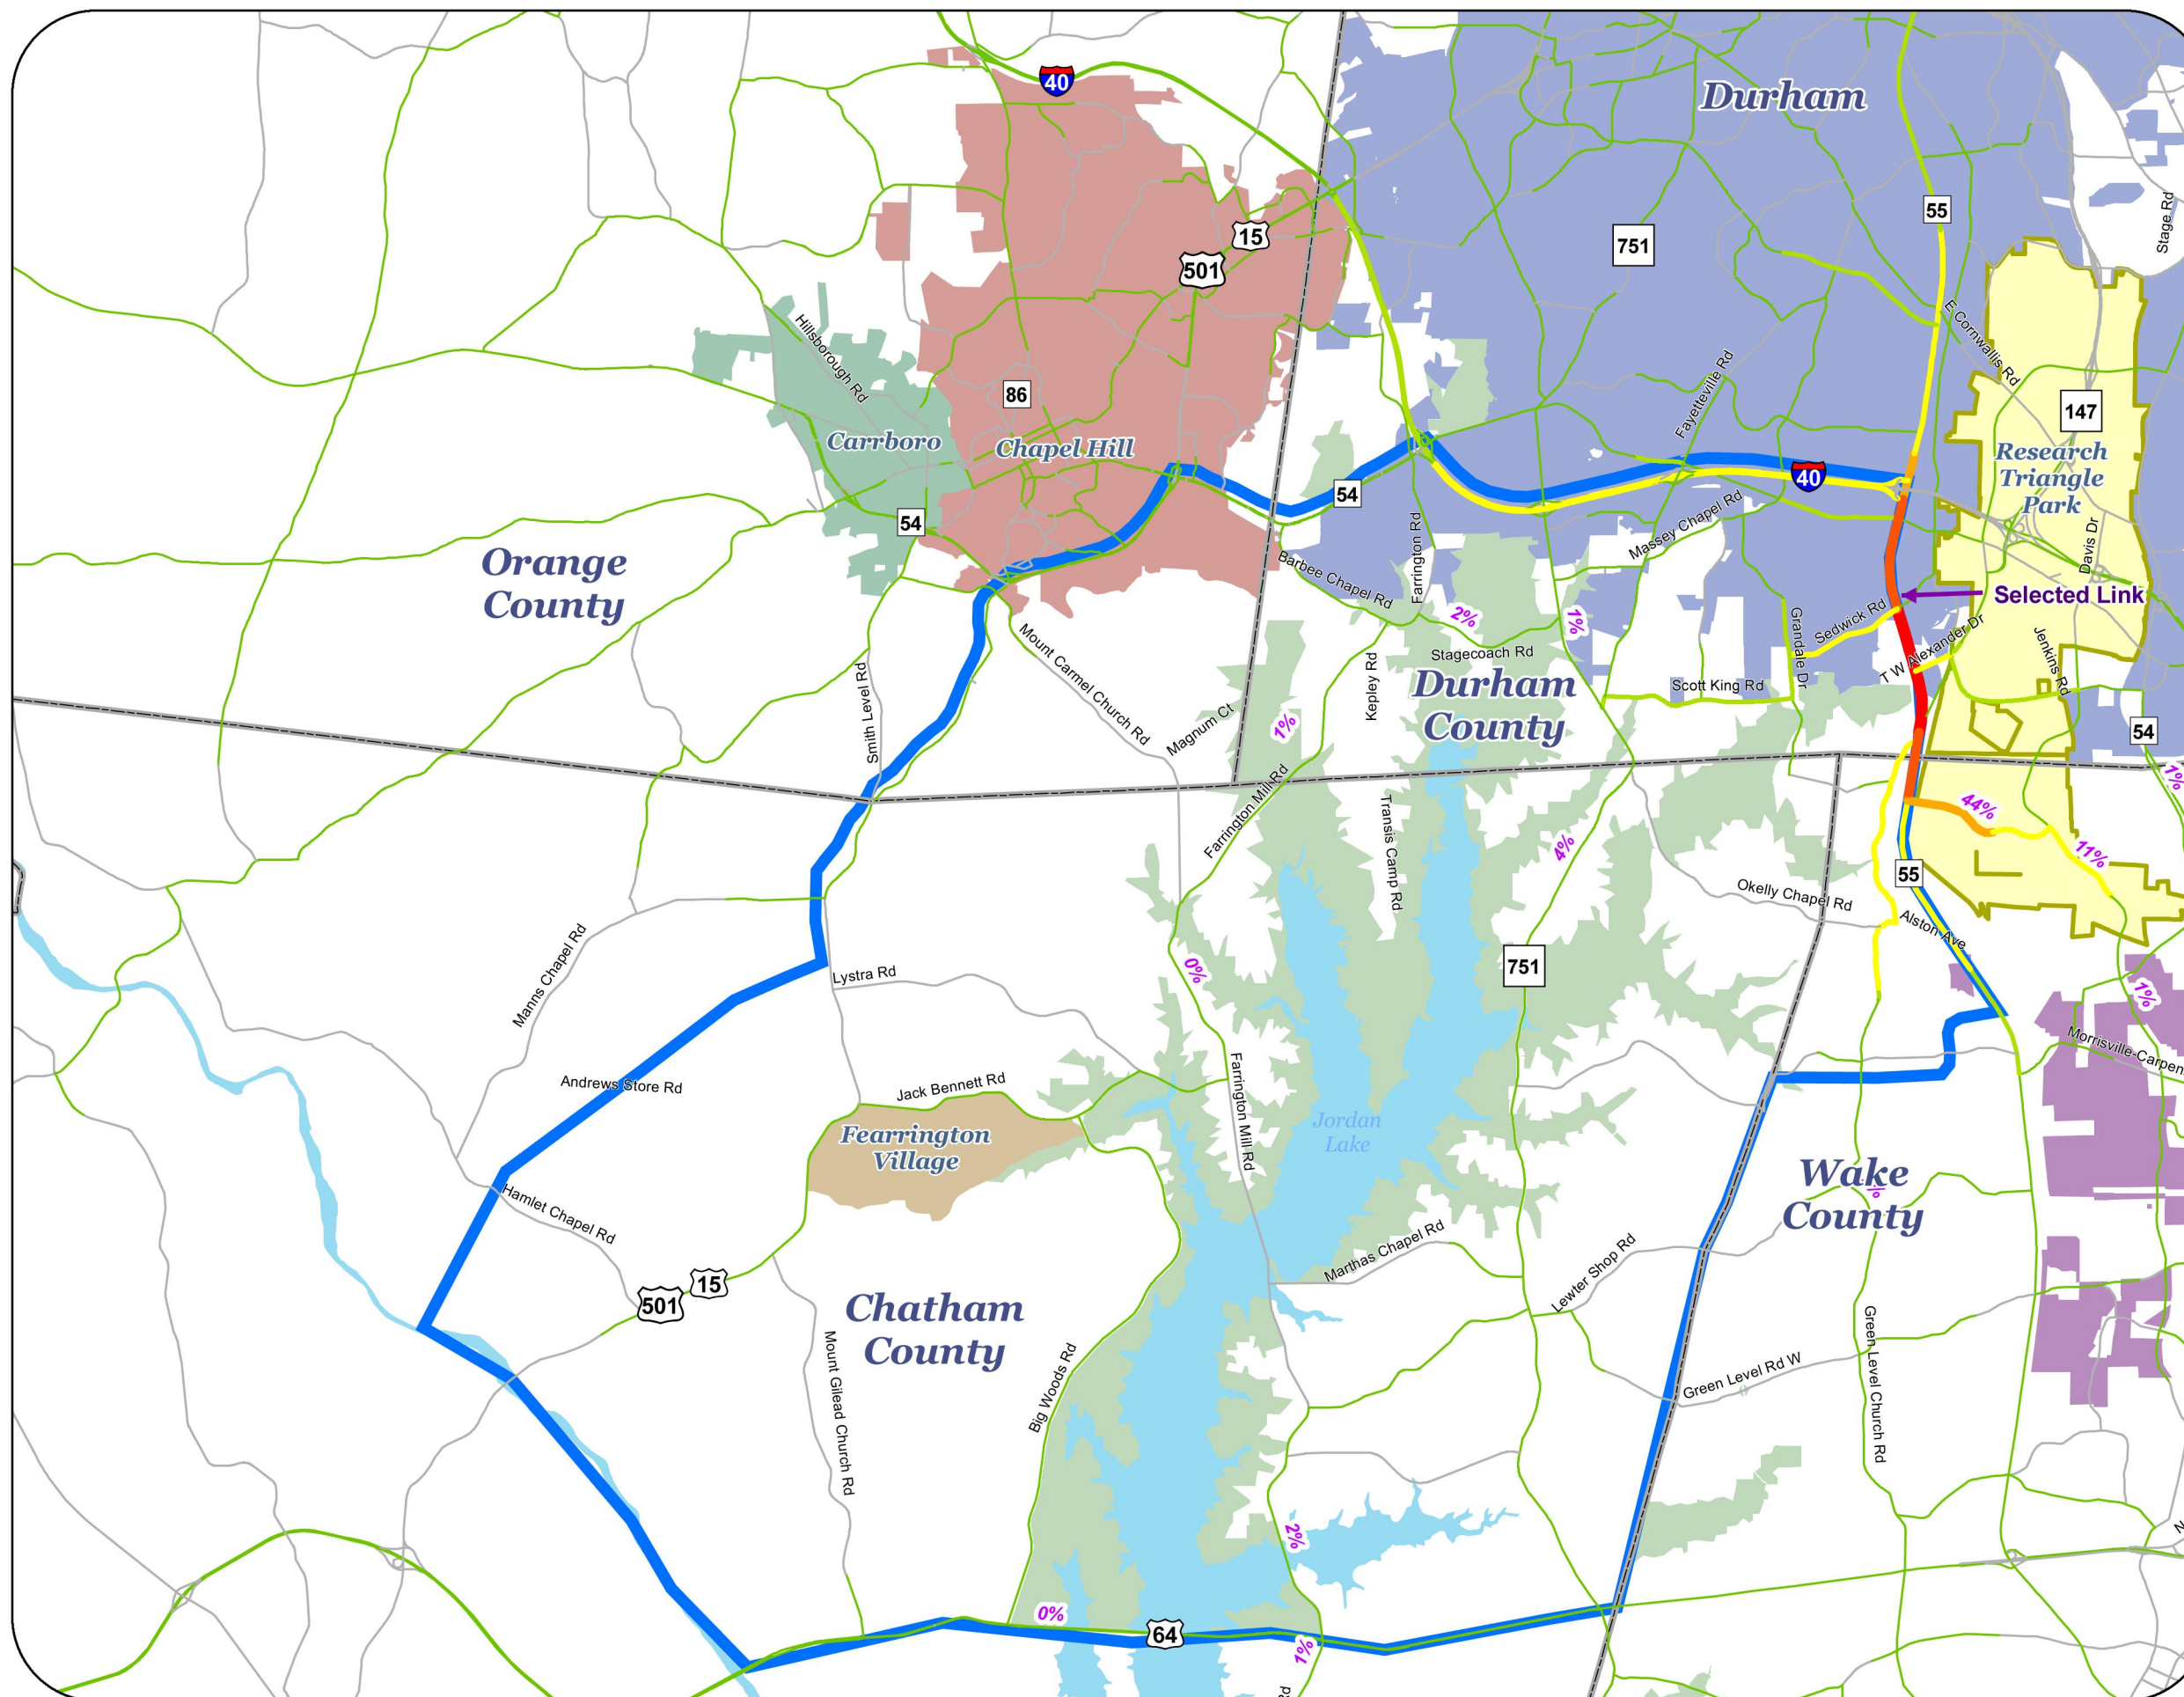 40
Durham
Stage Rd
55
15
751
501
E Cornwallis Rd
Hillsborough Rd
Fayetteville Rd
86
147
Carrboro
Chapel Hill
Research
Triangle
Park
40
54
54
Massey Chapel Rd
Davis Dr
Farrington Rd
Orange
County
Barbee Chapel Rd
Selected Link
2%
1%
Sedwick Rd
Grandale Dr
T W Alexander Dr
Jenkins Rd
Mount Carmel Church Rd
Stagecoach Rd
Smith Level Rd
Kepley Rd
Scott King Rd
Durham
County
Magnum Ct
1%
54
1%
Farrington Mill Rd
Transis Camp Rd
44%
4%
11%
55
Okelly Chapel Rd
Alston Ave
Manns Chapel Rd
Lystra Rd
0%
751
1%
Morrisville-Carpen
Andrews Store Rd
Jack Bennett Rd
Farrington Mill Rd
Jordan
Lake
Fearrington
Village
Wake
County
%
Hamlet Chapel Rd
Marthas Chapel Rd
Lewter Shop Rd
15
501
Chatham
County
Mount Gilead Church Rd
Big Woods Rd
Green Level Rd W
Green Level Church Rd
2%
N
0%
64
1%
Rd